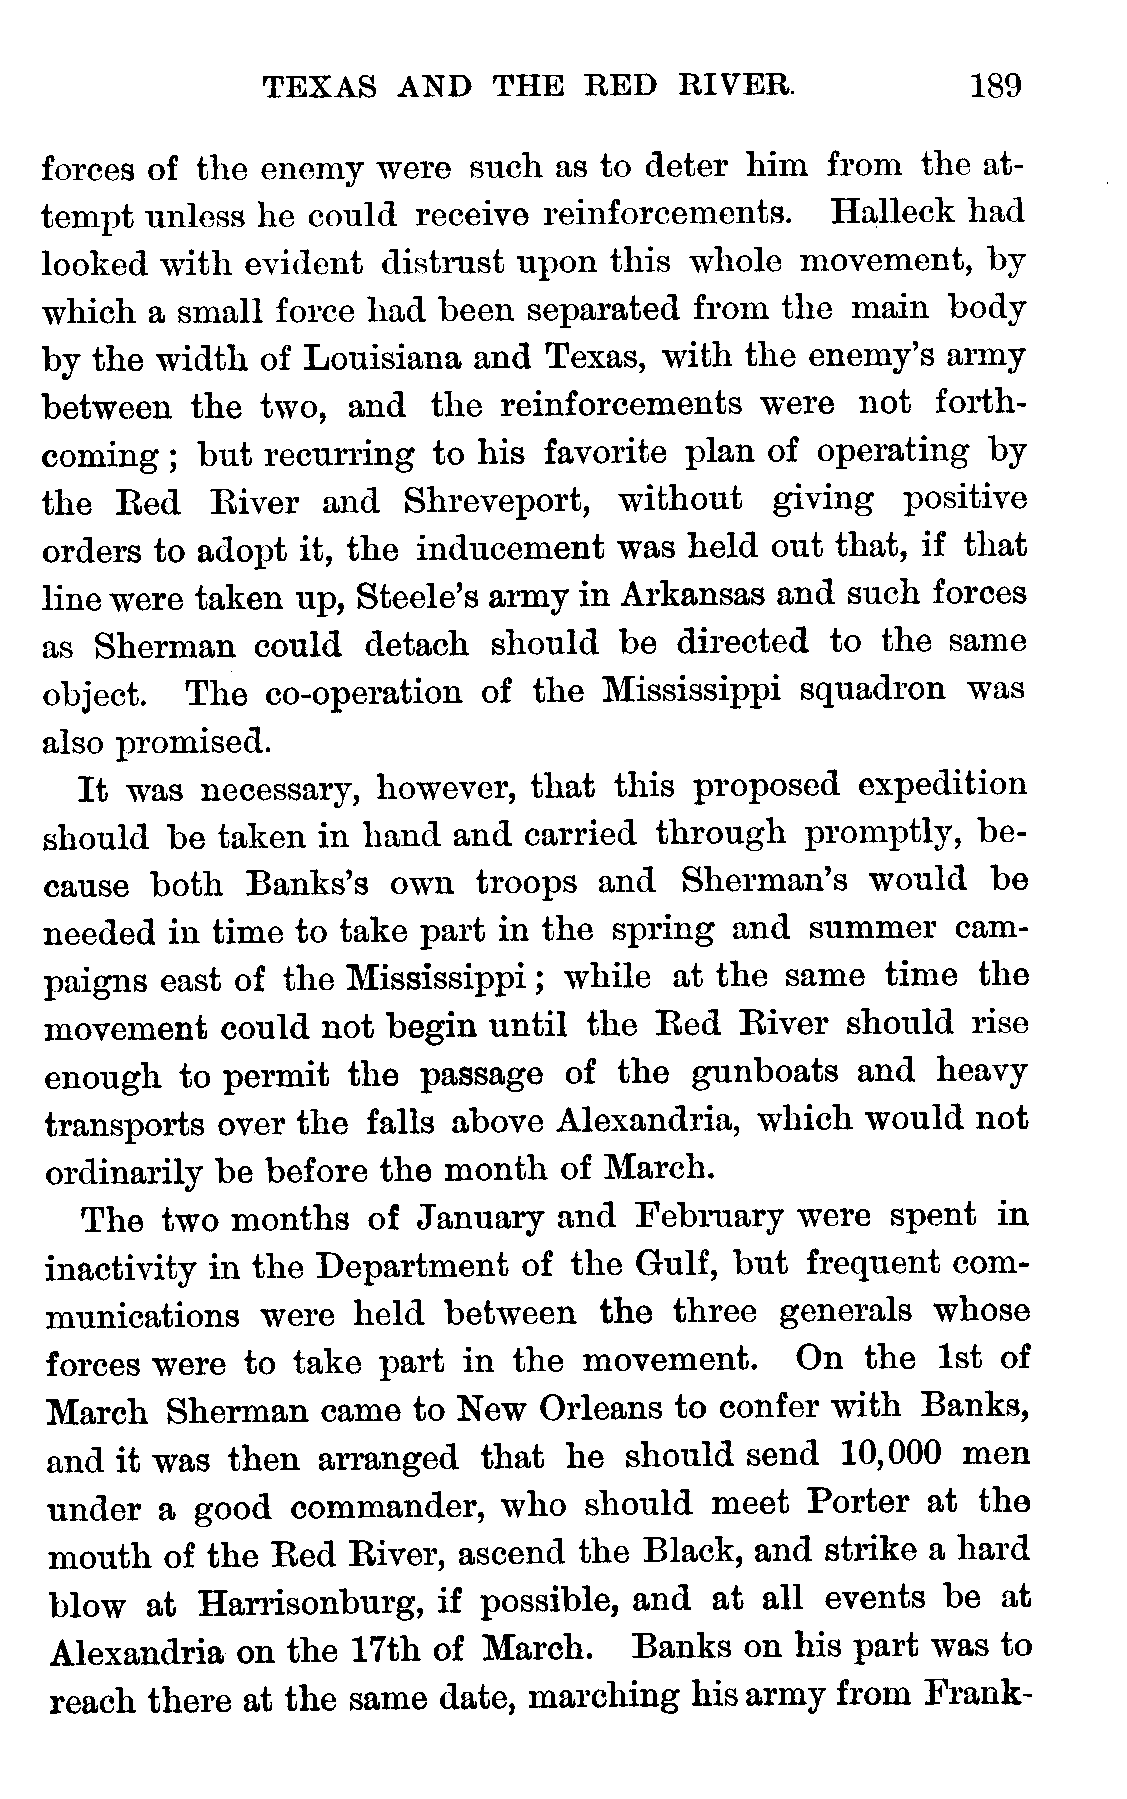 TEXAS AND THE RED RIVER. 189
forces of the enemy were such as to deter him from the at-
tempt unless he could receive reinforcements. Halleck had
looked with evident distrust upon this whole movement, by
which a small force had been separated from the main body
by the width of Louisiana and Texas, with the enemy's army
between the two, and the reinforcements were not forth-
coming ; but recurring to his favorite plan of operating by
the Red River and Shreveport, without giving positive
orders to adopt it, the inducement was held out that, if that
line were taken up, Steele's army in Arkansas and such forces
as Sherman could detach should be directed to the same
object. The co-operation of the Mississippi squadron was
also promised.
It was necessary, however, that this proposed expedition
should be taken in hand and carried through promptly, be-
cause both Banks's own troops and Sherman's would be
needed in time to take part in the spring and summer cam-
paigns east of the Mississippi ; while at the same time the
movement could not begin until the Red River should rise
enough to permit the passage of the gunboats and heavy
transports over the falls above Alexandria, which would not
ordinarily be before the month of March.
The two months of January and February were spent in
inactivity in the Department of the Gulf, but frequent com-
munications were held between the three generals whose
forces were to take part in the movement. On the 1st of
March Sherman came to New Orleans to confer with Banks,
and it was then arranged that he should send 10,000 men
under a good commander, who should meet Porter at the
mouth of the Red River, ascend the Black, and strike a hard
blow at Harrisonburg, if possible, and at all events be at
Alexandria on the 17th of March. Banks on his part was to
reach there at the same date, marching his army from Frank-